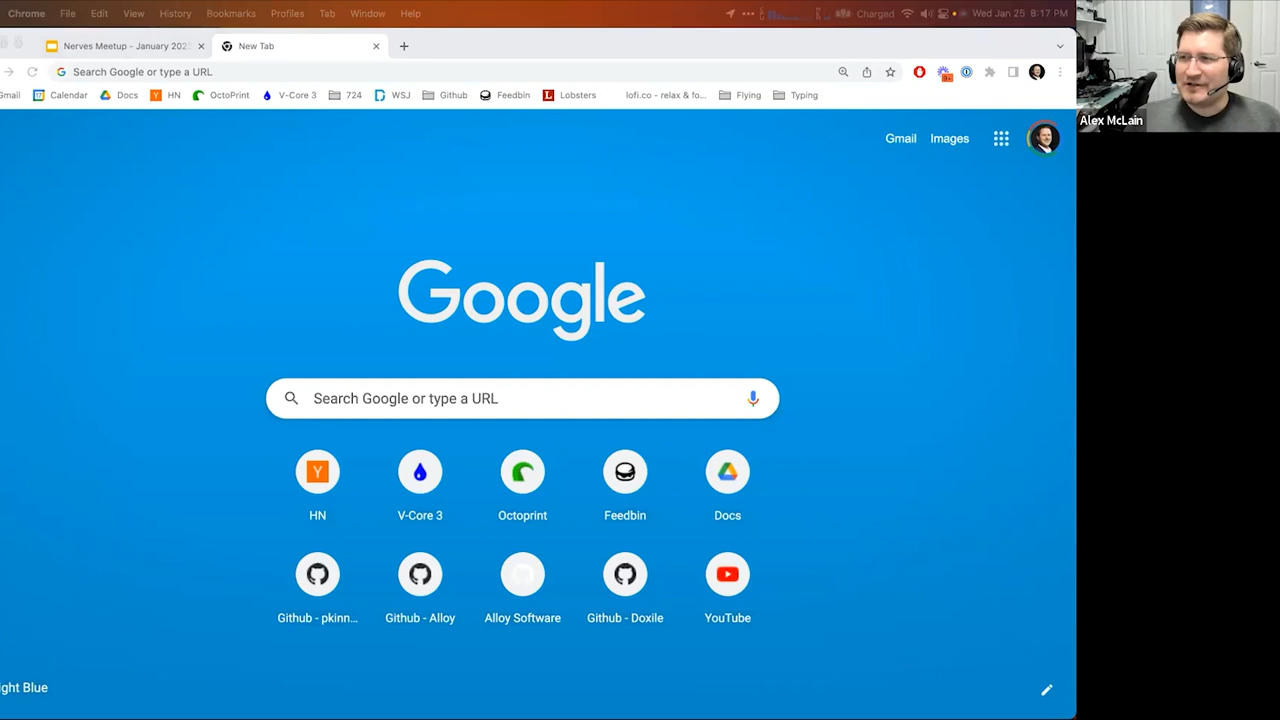 Chrome File Edit View History Bookmarks Profiles Tab Window Help Charged Wed Jan 25 8:17 PM
Nerves Meetup - January 202 New Tab
Search Google or type a URL
Gmail Calendar Docs HN OctoPrint V-Core 3 724 WSJ Github Feedbin Lobsters lofi.co - relax & fo... Flying Typing
Alex McLain
Gmail Images
Google
Search Google or type a URL
HN V-Core 3 Octoprint Feedbin Docs
Github - pkinn... Github - Alloy Alloy Software Github - Doxile YouTube
ight Blue